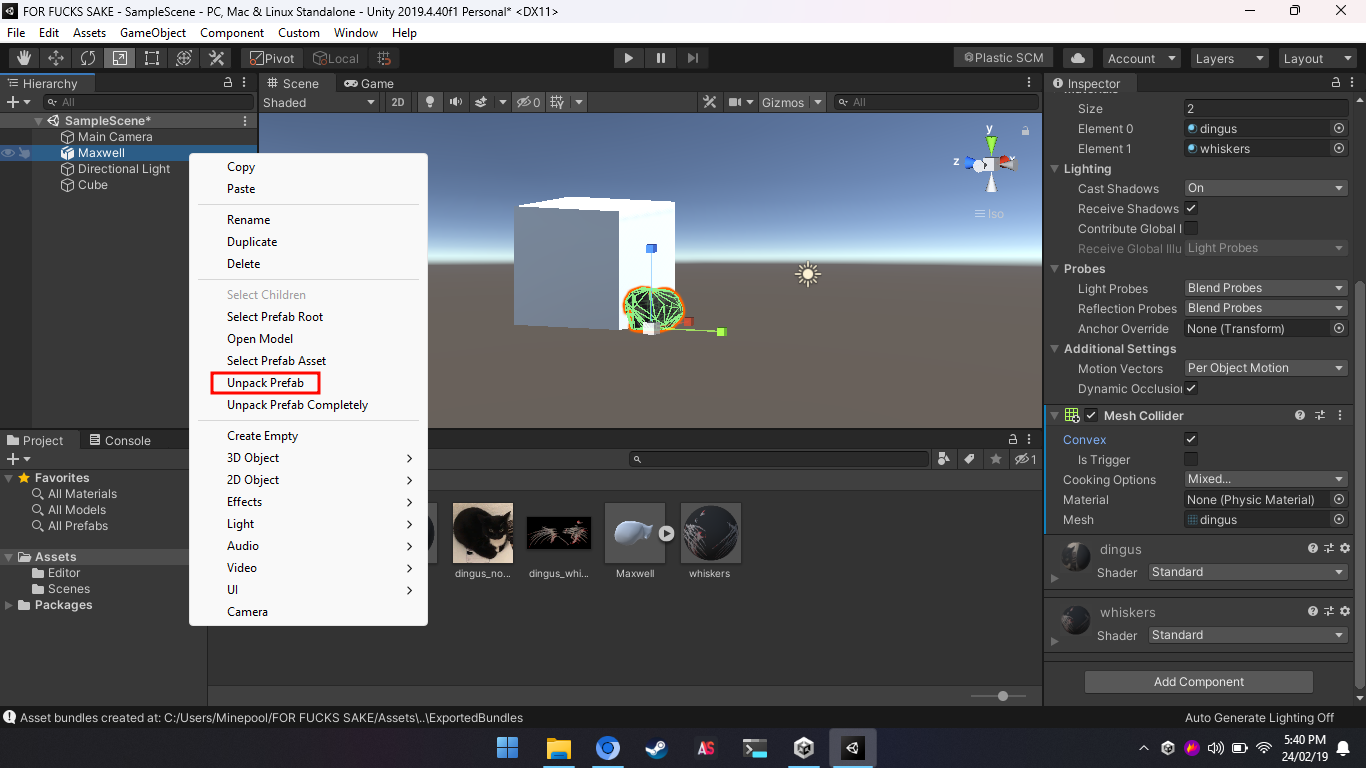 FOR FUCKS SAKE - SampleScene - PC, Mac & Linux Standalone - Unity 2019.4.40f1 Personal* <DX11>
File Edit Assets GameObject Component Custom Window Help
Pivot Local Plastic SCM Account Layers Layout
Hierarchy
All
SampleScene*
Main Camera
Maxwell
Directional Light
Cube
Copy
Paste
Rename
Duplicate
Delete
Select Children
Select Prefab Root
Open Model
Select Prefab Asset
Unpack Prefab
Unpack Prefab Completely
Create Empty
3D Object
2D Object
Effects
Light
Audio
Video
UI
Camera
Scene Game
Shaded 2D 0 Gizmos All
y
z
Iso
Inspector
Materials
Size 2
Element 0 dingus
Element 1 whiskers
Lighting
Cast Shadows On
Receive Shadows
Contribute Global I
Receive Global Illu Light Probes
Probes
Light Probes Blend Probes
Reflection Probes Blend Probes
Anchor Override None (Transform)
Additional Settings
Motion Vectors Per Object Motion
Dynamic Occlusion
Mesh Collider
Convex
Is Trigger
Cooking Options Mixed...
Material None (Physic Material)
Mesh dingus
dingus
Shader Standard
whiskers
Shader Standard
Add Component
Project Console
1
Favorites
All Materials
All Models
All Prefabs
Assets
Editor
Scenes
Packages
dingus_no... dingus_whi... Maxwell whiskers
Asset bundles created at: C:/Users/Minepool/FOR FUCKS SAKE/Assets\..\ExportedBundles
Auto Generate Lighting Off
AS
5:40 PM
24/02/19